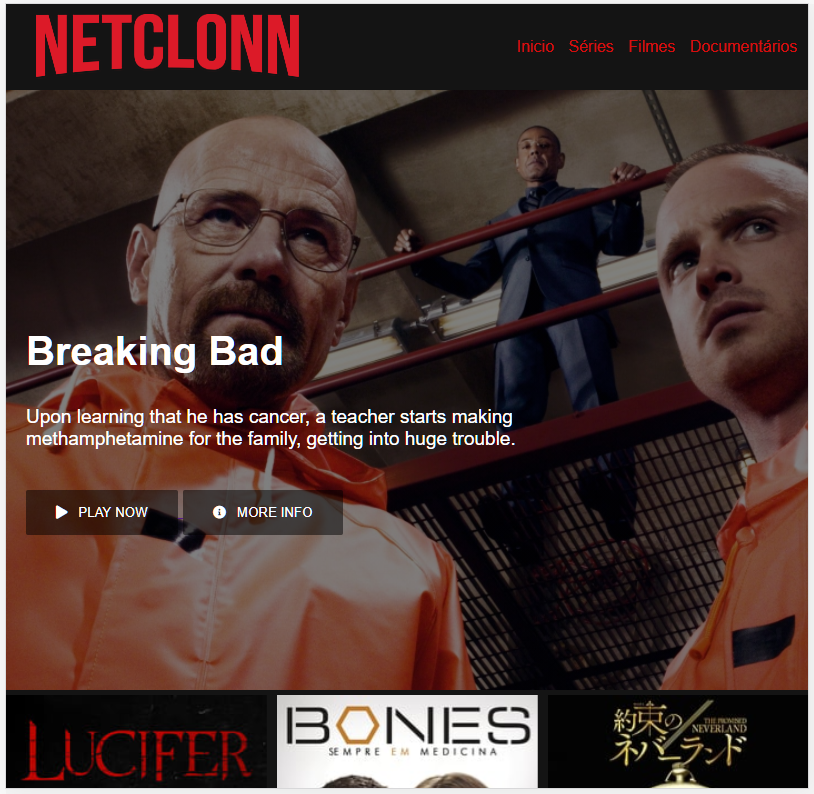 NETCLONN
Inicio Séries Filmes Documentários
Breaking Bad
Upon learning that he has cancer, a teacher starts making
methamphetamine for the family, getting into huge trouble.
PLAY NOW MORE INFO
LUCIFER
BONES
SEMPRE EM MEDICINA
約束の
ネバーランド
THE PROMISED
NEVERLAND